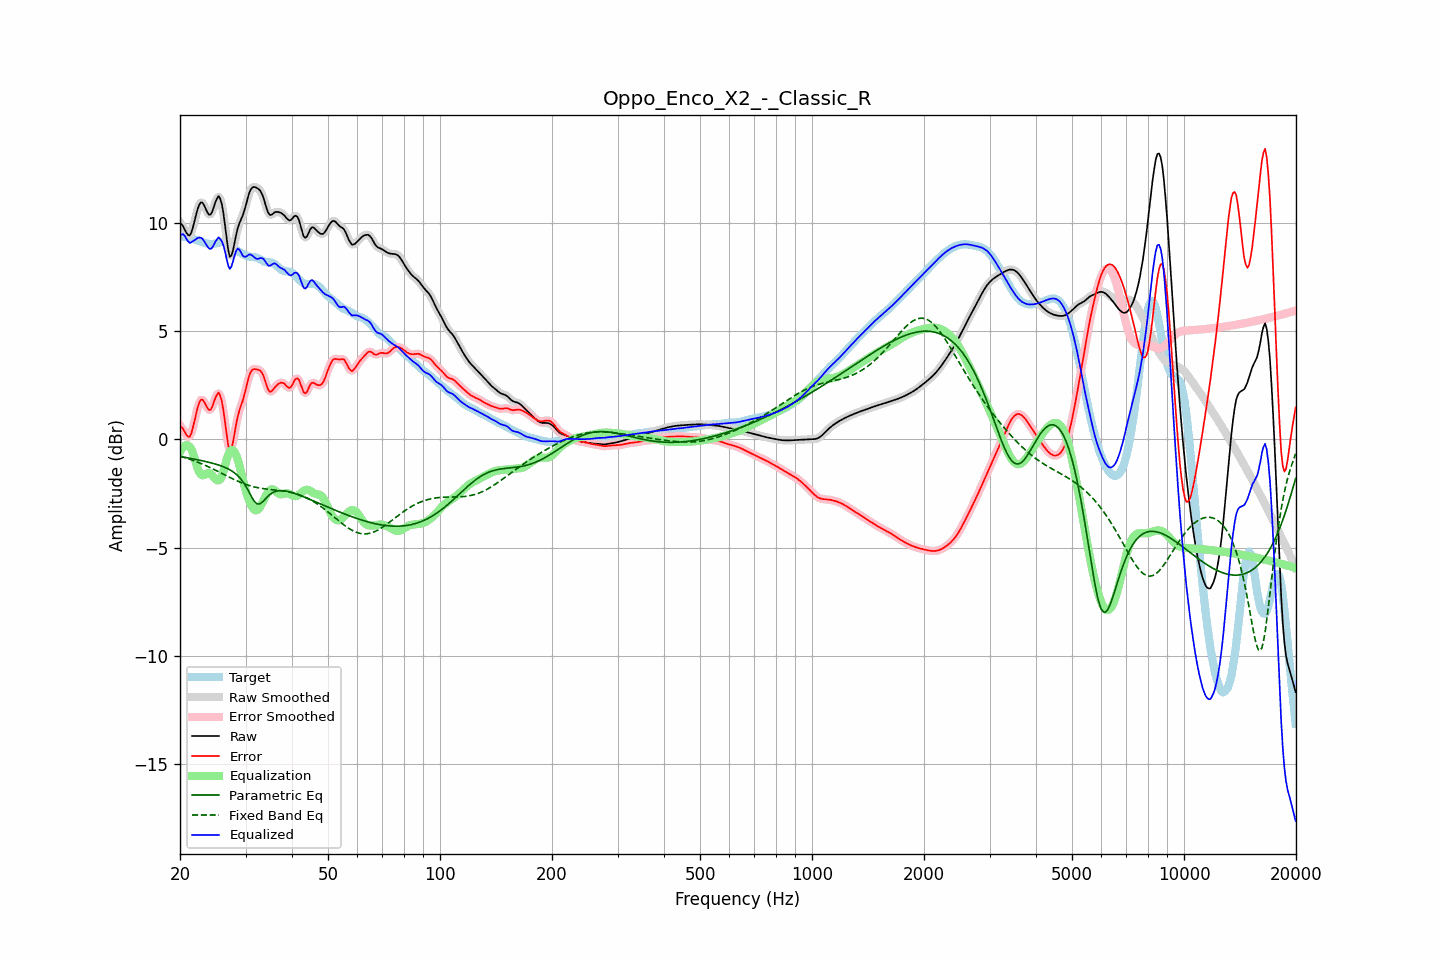 Oppo_Enco_X2_-_Classic_R
Amplitude (dBr)
10
5
0
−5
−10
−15
Target
Raw Smoothed
Error Smoothed
Raw
Error
Equalization
Parametric Eq
Fixed Band Eq
Equalized
20 50 100 200 500 1000 2000 5000 10000 20000
Frequency (Hz)